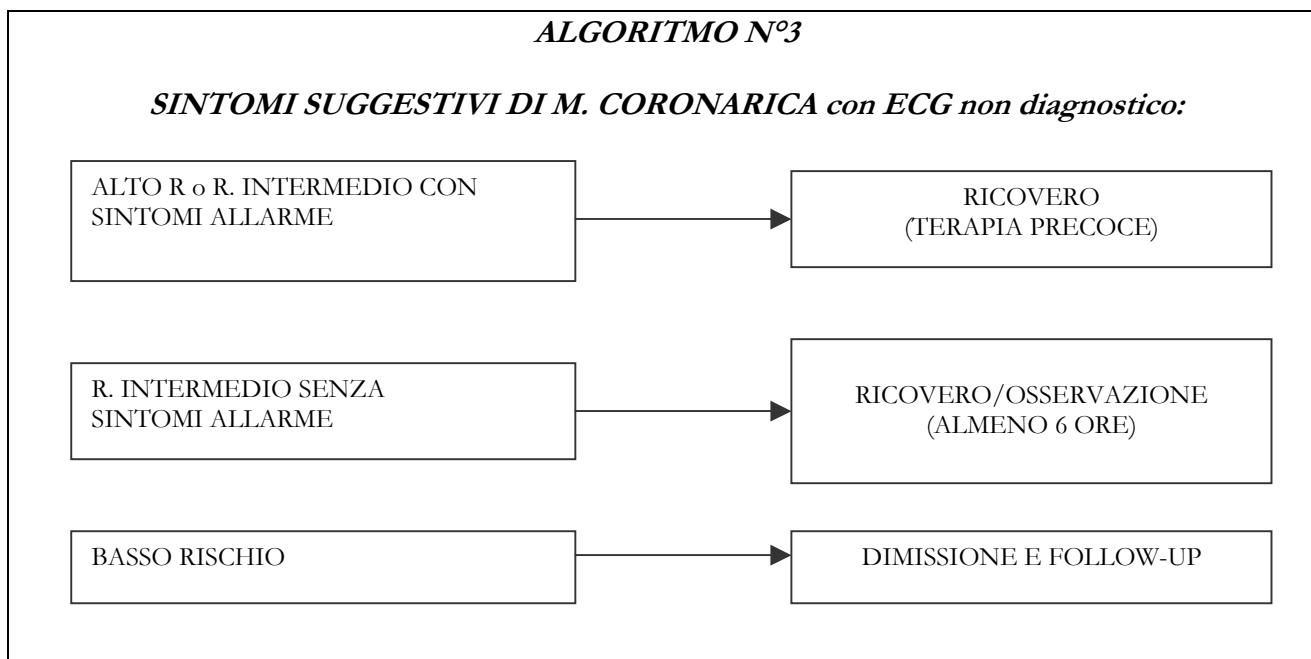 ALGORITMO N°3
SINTOMI SUGGESTIVI DI M. CORONARICA con ECG non diagnostico:
ALTO R o R. INTERMEDIO CON
SINTOMI ALLARME
RICOVERO
(TERAPIA PRECOCE)
R. INTERMEDIO SENZA
SINTOMI ALLARME
RICOVERO/OSSERVAZIONE
(ALMENO 6 ORE)
BASSO RISCHIO
DIMISSIONE E FOLLOW-UP